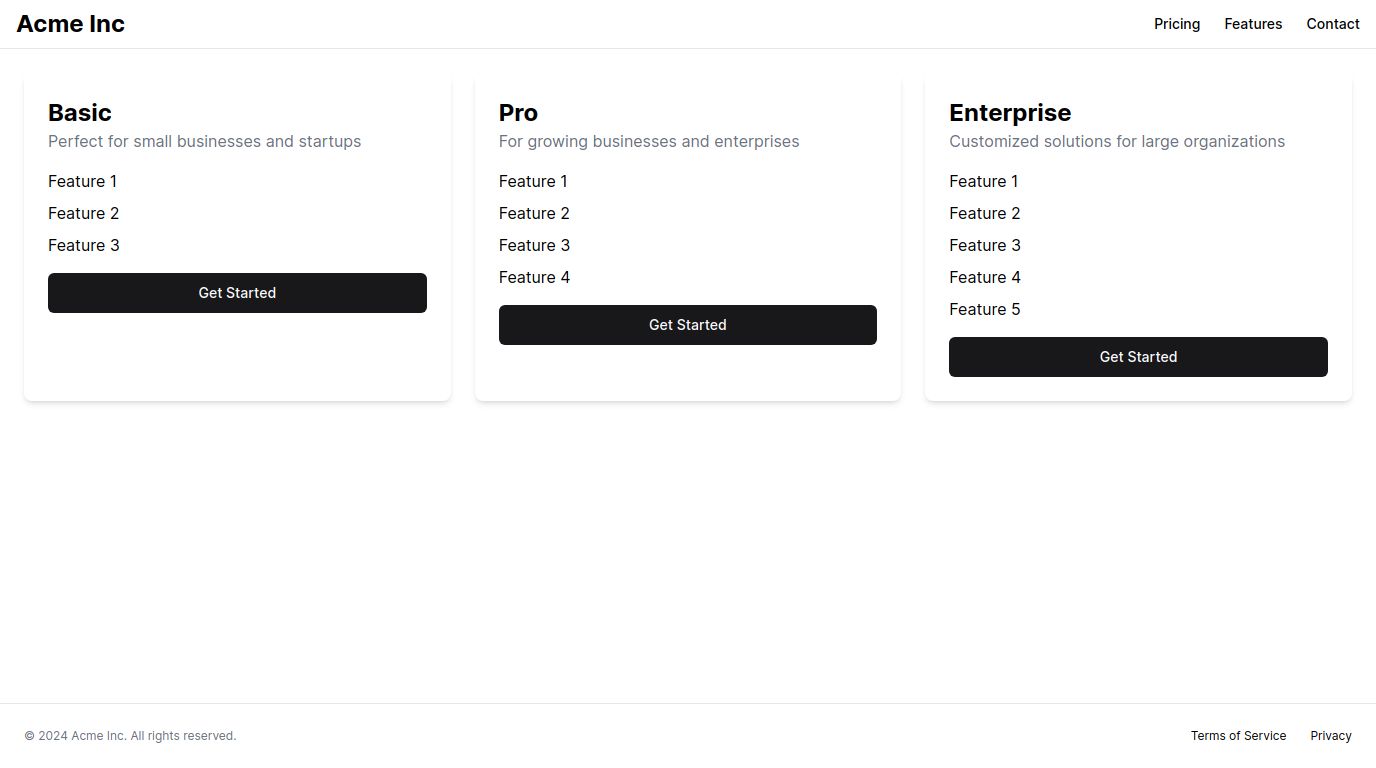 Acme Inc
Pricing Features Contact
Basic
Perfect for small businesses and startups
Feature 1
Feature 2
Feature 3
Get Started
Pro
For growing businesses and enterprises
Feature 1
Feature 2
Feature 3
Feature 4
Get Started
Enterprise
Customized solutions for large organizations
Feature 1
Feature 2
Feature 3
Feature 4
Feature 5
Get Started
© 2024 Acme Inc. All rights reserved.
Terms of Service Privacy